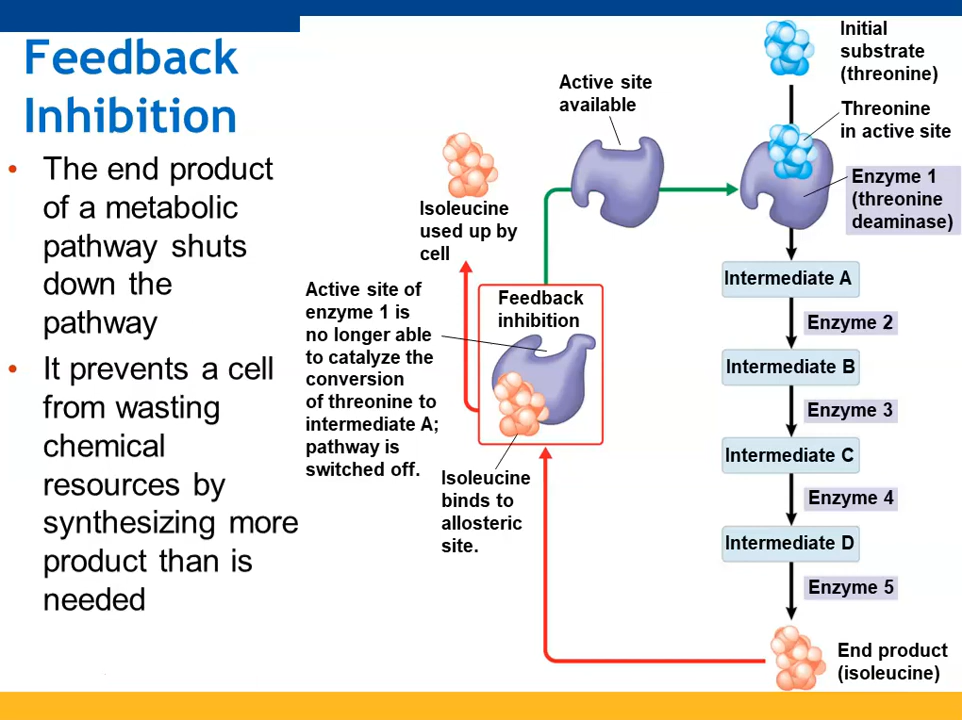 Feedback
Inhibition
• The end product
of a metabolic
pathway shuts
down the
pathway
• It prevents a cell
from wasting
chemical
resources by
synthesizing more
product than is
needed
Initial
substrate
(threonine)
Threonine
in active site
Active site
available
Enzyme 1
(threonine
deaminase)
Isoleucine
used up by
cell
Intermediate A
Active site of
enzyme 1 is
no longer able
to catalyze the
conversion
of threonine to
intermediate A;
pathway is
switched off.
Feedback
inhibition
Enzyme 2
Intermediate B
Enzyme 3
Intermediate C
Isoleucine
binds to
allosteric
site.
Enzyme 4
Intermediate D
Enzyme 5
End product
(isoleucine)